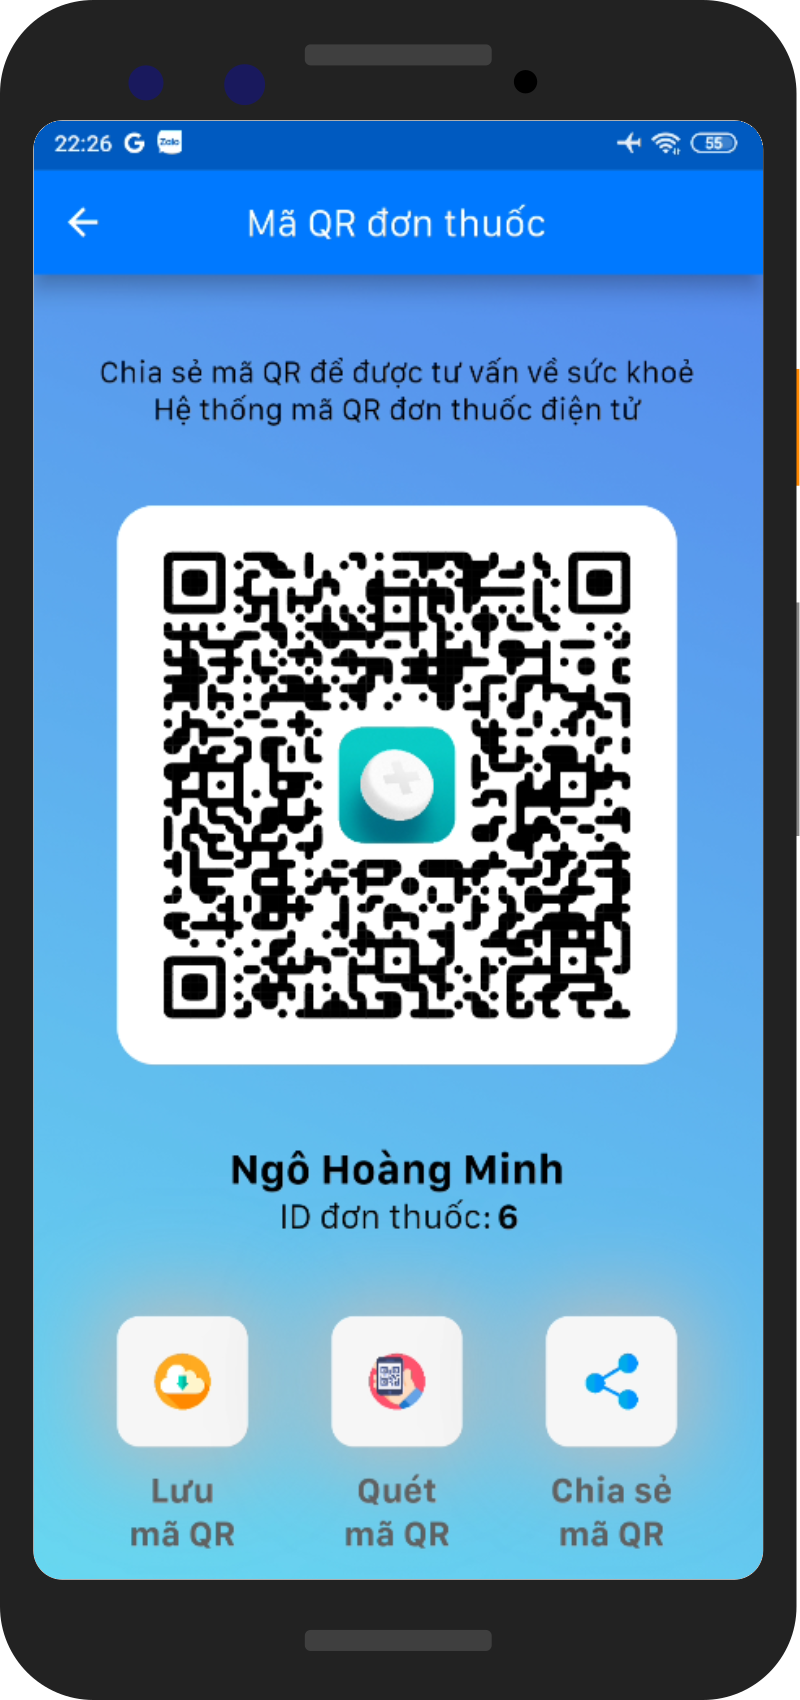 22:26
Zalo
55
Mã QR đơn thuốc
Chia sẻ mã QR để được tư vấn về sức khoẻ
Hệ thống mã QR đơn thuốc điện tử
Ngô Hoàng Minh
ID đơn thuốc: 6
Lưu
mã QR
Quét
mã QR
Chia sẻ
mã QR